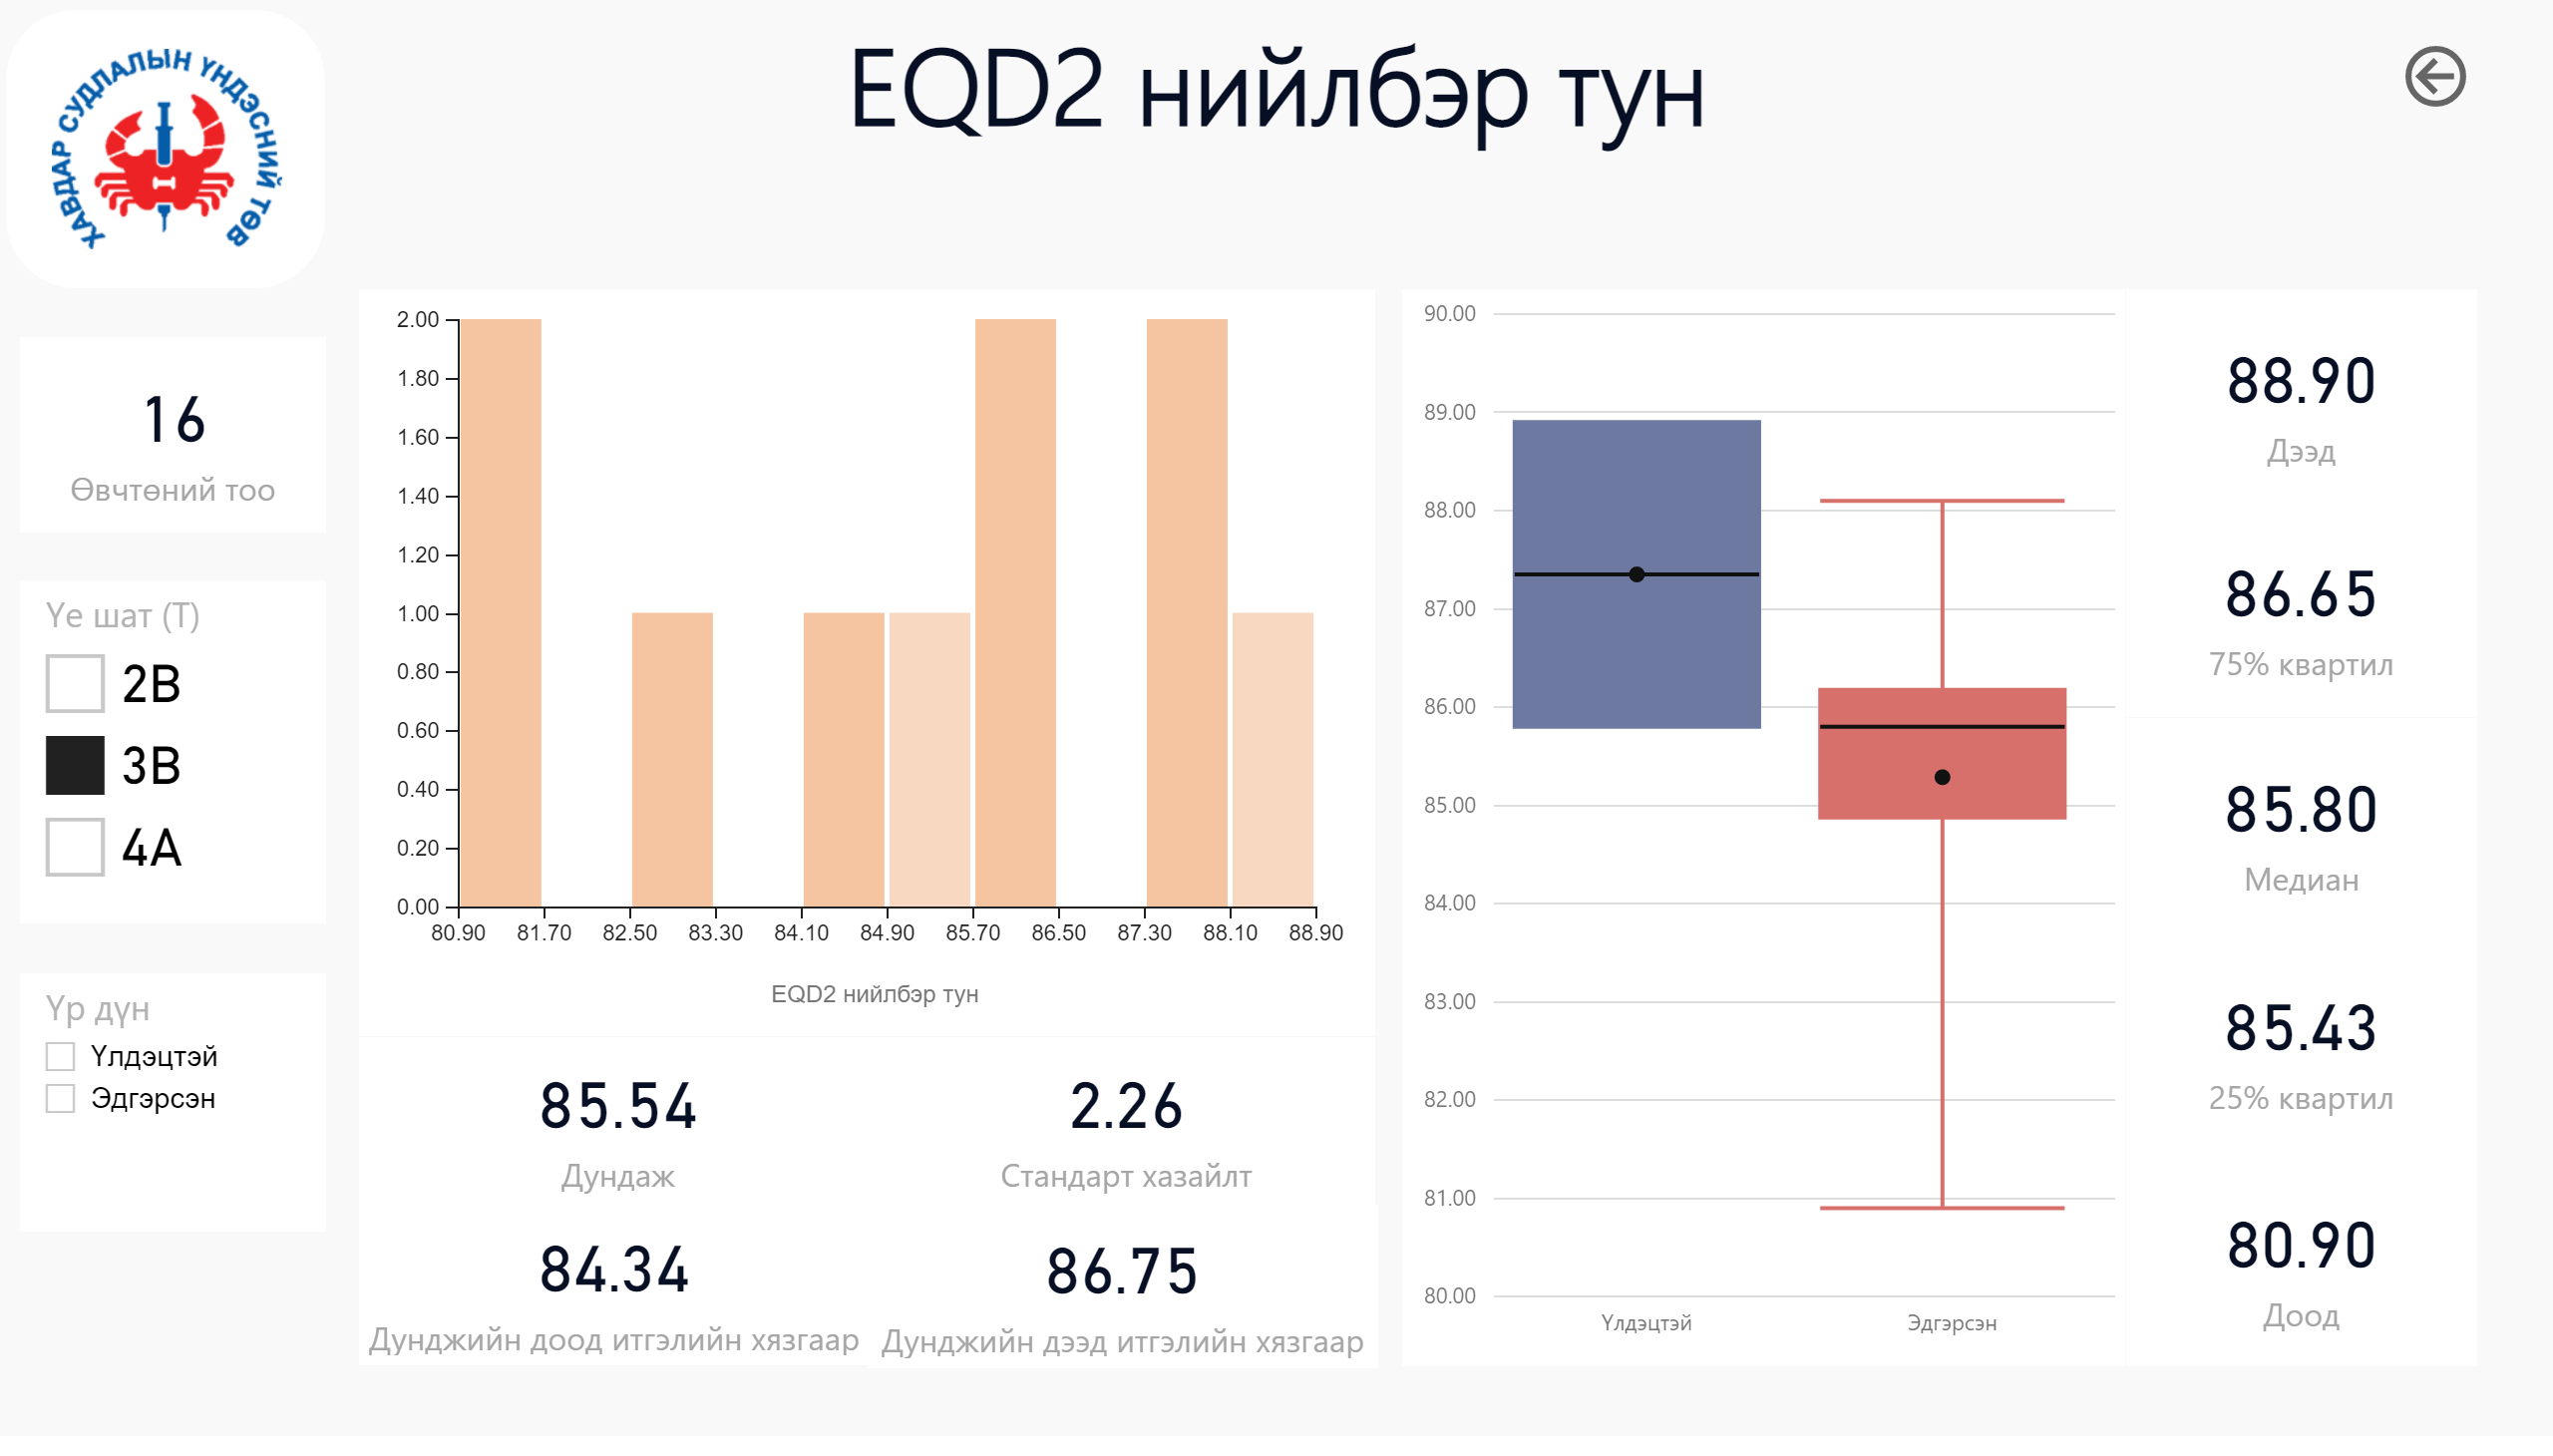 ХАВДАР СУДЛАЛЫН ҮНДЭСНИЙ ТӨВ
EQD2 нийлбэр тун
16
Өвчтөний тоо
Үе шат (T)
2B
3B
4A
Үр дүн
Үлдэцтэй
Эдгэрсэн
2.00
1.80
1.60
1.40
1.20
1.00
0.80
0.60
0.40
0.20
0.00
80.90 81.70 82.50 83.30 84.10 84.90 85.70 86.50 87.30 88.10 88.90
EQD2 нийлбэр тун
85.54
Дундаж
2.26
Стандарт хазайлт
84.34
Дунджийн доод итгэлийн хязгаар
86.75
Дунджийн дээд итгэлийн хязгаар
90.00
89.00
88.00
87.00
86.00
85.00
84.00
83.00
82.00
81.00
80.00
Үлдэцтэй Эдгэрсэн
88.90
Дээд
86.65
75% квартил
85.80
Медиан
85.43
25% квартил
80.90
Доод